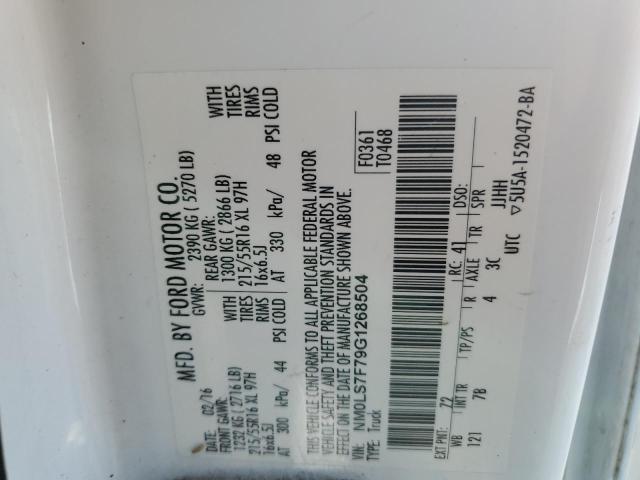 MFD. BY FORD MOTOR CO.
DATE: 02/16 GVWR: 2390 KG ( 5270 LB)
FRONT GAWR: REAR GAWR:
1232 KG (2716 LB) WITH 1300 KG ( 2866 LB) WITH
215/55R16 XL 97H TIRES 215/55R16 XL 97H TIRES
16x6.5J RIMS 16x6.5J RIMS
AT 300 kPa/ 44 PSI COLD AT 330 kPa/ 48 PSI COLD
THIS VEHICLE CONFORMS TO ALL APPLICABLE FEDERAL MOTOR
VEHICLE SAFETY AND THEFT PREVENTION STANDARDS IN
EFFECT ON THE DATE OF MANUFACTURE SHOWN ABOVE.
VIN: NM0LS7F79G1268504
TYPE: Truck
F0361
T0468
EXT PNT: 7Z RC: 41 DSO:
WB INT TR TP/PS R AXLE TR SPR
121 7B 4 3C JJHH
UTC ▽5U5A-1520472-BA